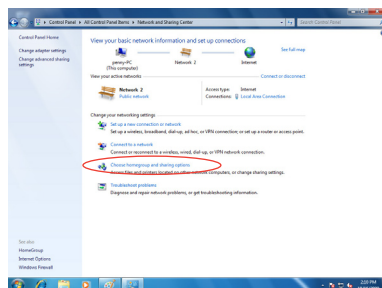 Control Panel ▸ All Control Panel Items ▸ Network and Sharing Center
Search Control Panel
Control Panel Home
Change adapter settings
Change advanced sharing
settings
View your basic network information and set up connections
See full map
penny-PC
(This computer)
Network 2
Internet
View your active networks
Connect or disconnect
Network 2
Public network
Access type: Internet
Connections: Local Area Connection
Change your networking settings
Set up a new connection or network
Set up a wireless, broadband, dial-up, ad hoc, or VPN connection; or set up a router or access point.
Connect to a network
Connect or reconnect to a wireless, wired, dial-up, or VPN network connection.
Choose homegroup and sharing options
Access files and printers located on other network computers, or change sharing settings.
Troubleshoot problems
Diagnose and repair network problems, or get troubleshooting information.
See also
HomeGroup
Internet Options
Windows Firewall